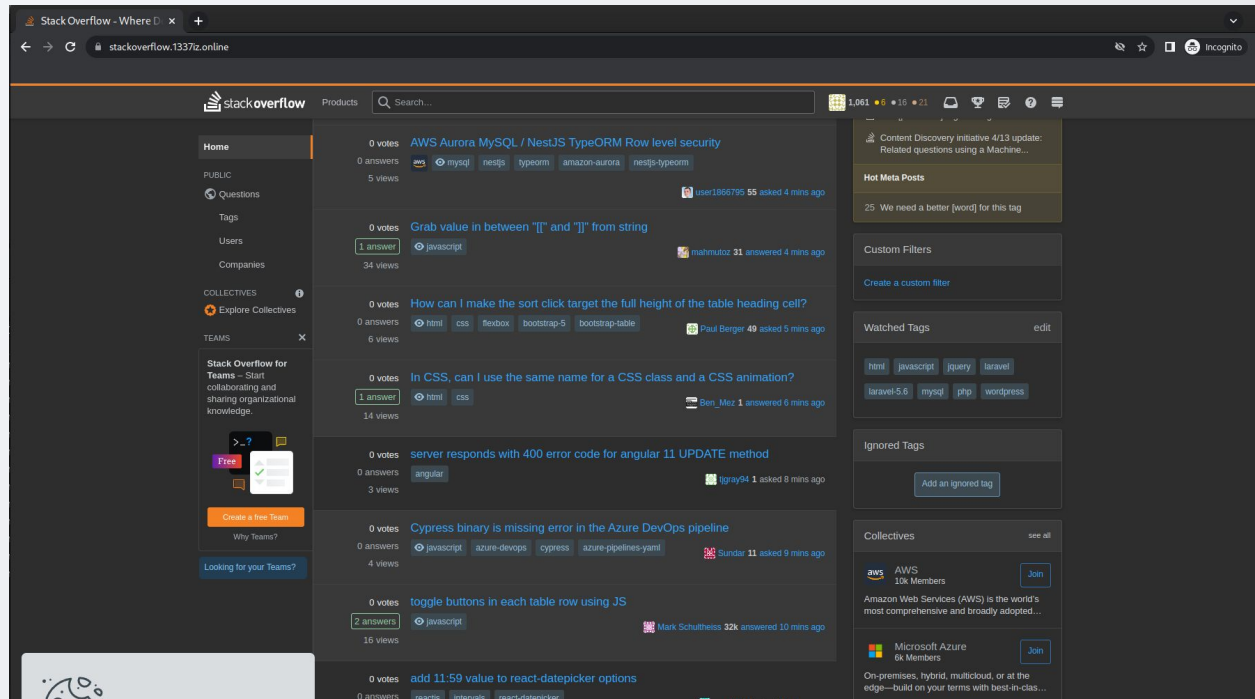 Stack Overflow - Where D
stackoverflow.1337iz.online
Incognito
stackoverflow
Products
Search...
1,061 6 16 21
Home
PUBLIC
Questions
Tags
Users
Companies
COLLECTIVES
Explore Collectives
TEAMS
Stack Overflow for
Teams – Start
collaborating and
sharing organizational
knowledge.
>_?
Free
Create a free Team
Why Teams?
Looking for your Teams?
0 votes
0 answers
5 views
AWS Aurora MySQL / NestJS TypeORM Row level security
aws mysql nestjs typeorm amazon-aurora nestjs-typeorm
user1866795 55 asked 4 mins ago
0 votes
1 answer
34 views
Grab value in between "[[" and "]]" from string
javascript
mahmutoz 31 answered 4 mins ago
0 votes
0 answers
6 views
How can I make the sort click target the full height of the table heading cell?
html css flexbox bootstrap-5 bootstrap-table
Paul Berger 49 asked 5 mins ago
0 votes
1 answer
14 views
In CSS, can I use the same name for a CSS class and a CSS animation?
html css
Ben_Mez 1 answered 6 mins ago
0 votes
0 answers
3 views
server responds with 400 error code for angular 11 UPDATE method
angular
tjgray94 1 asked 8 mins ago
0 votes
0 answers
4 views
Cypress binary is missing error in the Azure DevOps pipeline
javascript azure-devops cypress azure-pipelines-yaml
Sundar 11 asked 9 mins ago
0 votes
2 answers
16 views
toggle buttons in each table row using JS
javascript
Mark Schultheiss 32k answered 10 mins ago
0 votes
0 answers
add 11:59 value to react-datepicker options
reactjs intervals react-datepicker
Content Discovery initiative 4/13 update:
Related questions using a Machine...
Hot Meta Posts
25 We need a better [word] for this tag
Custom Filters
Create a custom filter
Watched Tags
edit
html javascript jquery laravel
laravel-5.6 mysql php wordpress
Ignored Tags
Add an ignored tag
Collectives
see all
aws AWS
10k Members
Join
Amazon Web Services (AWS) is the world's
most comprehensive and broadly adopted...
Microsoft Azure
6k Members
Join
On-premises, hybrid, multicloud, or at the
edge—build on your terms with best-in-clas...